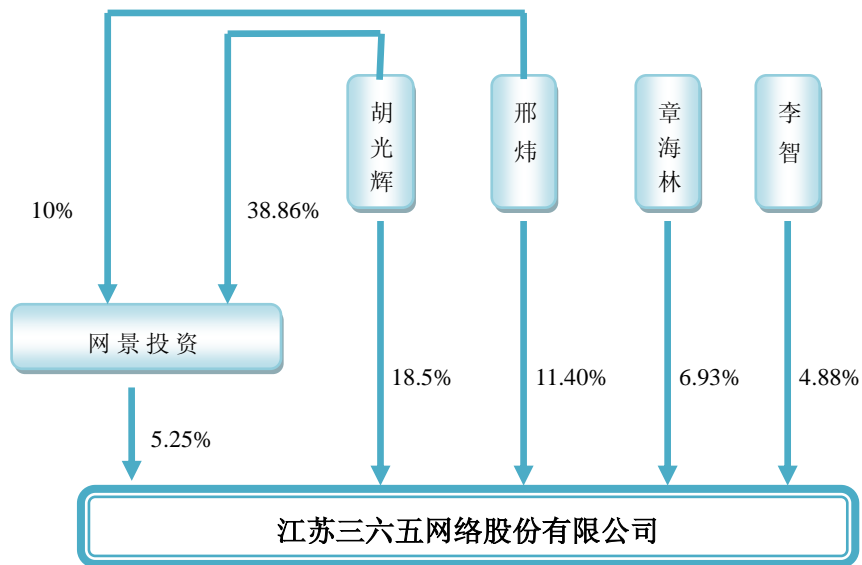 胡光辉
邢炜
章海林
李智
10%
38.86%
网景投资
18.5%
11.40%
6.93%
4.88%
5.25%
江苏三六五网络股份有限公司